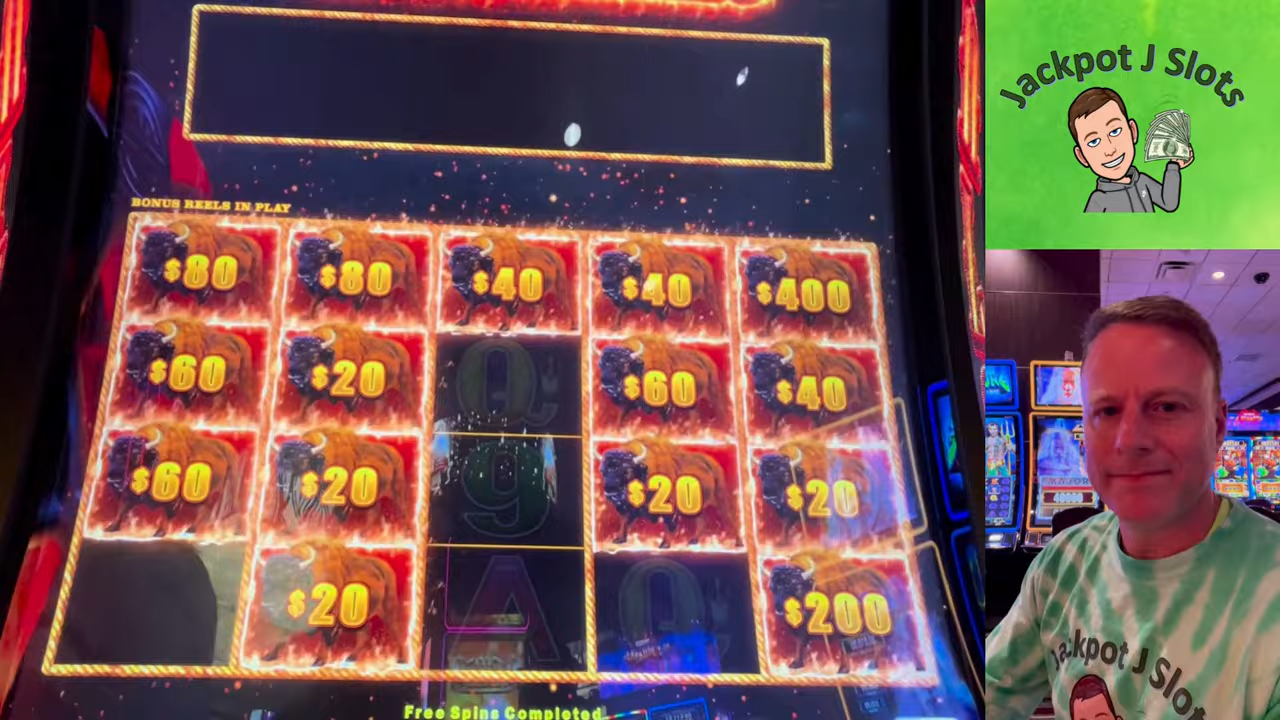 Jackpot J Slots
BONUS REELS IN PLAY
$80 $80 $40 $40 $400
$60 $20 Q $60 $40
$60 $20 9 $20 $20
$20 A Q $200
Free Spins Completed
Jackpot J Slots